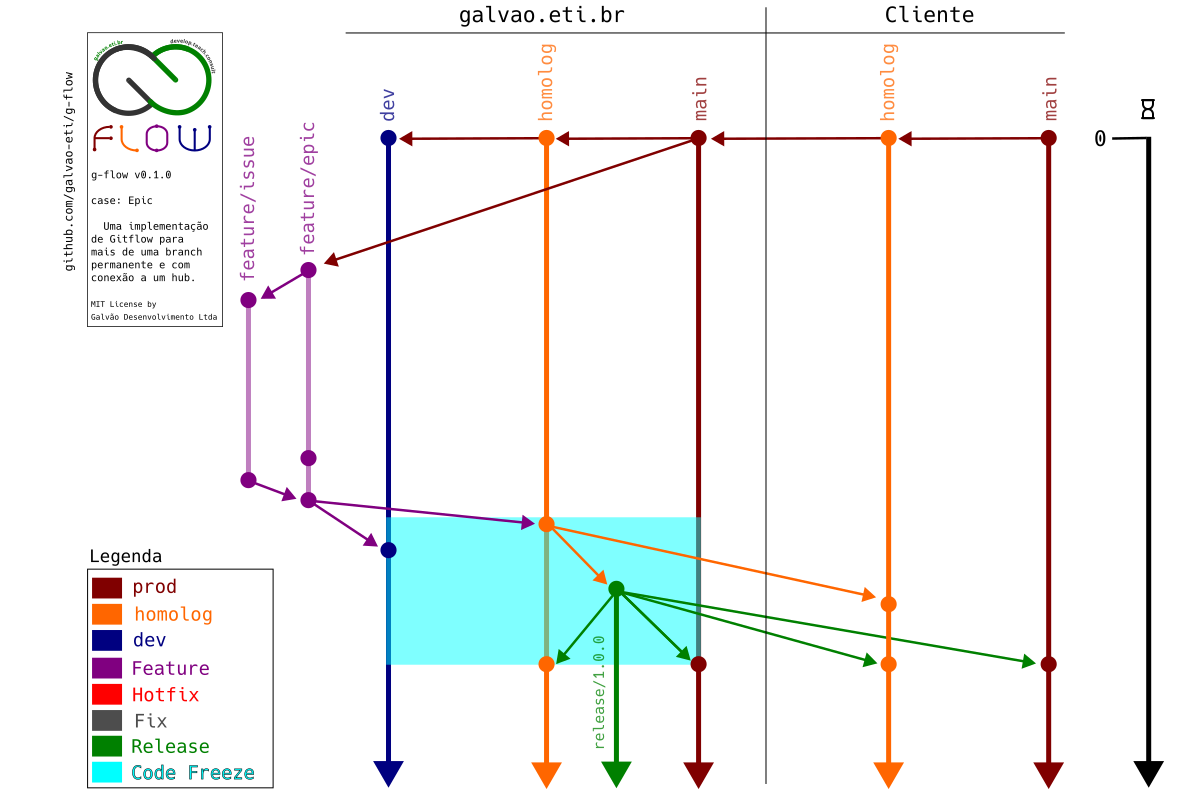 galvao.eti.br
Cliente
github.com/galvao-eti/g-flow
galvao.eti.br
develop.teach.consult
FLOW
g-flow v0.1.0
case: Epic
Uma implementação
de Gitflow para
mais de uma branch
permanente e com
conexão a um hub.
MIT License by
Galvão Desenvolvimento Ltda
feature/issue
feature/epic
dev
homolog
main
homolog
main
0
release/1.0.0
Legenda
prod
homolog
dev
Feature
Hotfix
Fix
Release
Code Freeze